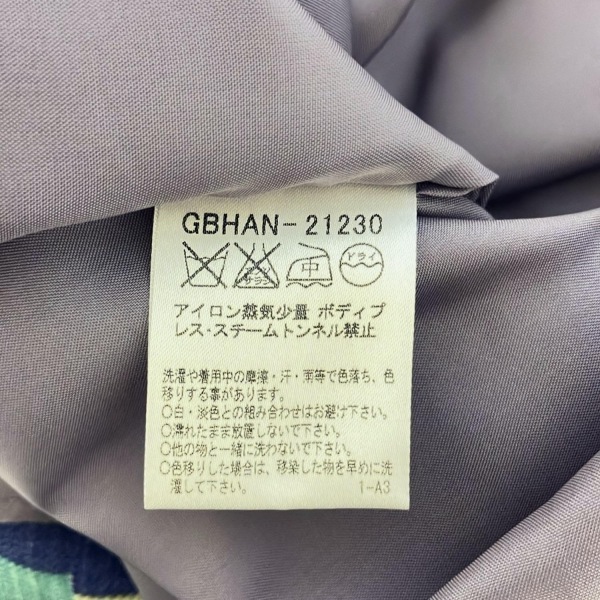 GBHAN-21230
エンソ サラシ 中 ドライ
アイロン蒸気少量 ボディプ
レス・スチームトンネル禁止
洗濯や着用中の摩擦・汗・雨等で色落ち、色
移りする事があります。
○白・淡色との組み合わせはお避け下さい。
○濡れたまま放置しないで下さい。
○他の物と一緒に洗わないで下さい。
○色移りした場合は、移染した物を早めに洗
濯して下さい。
1-A3